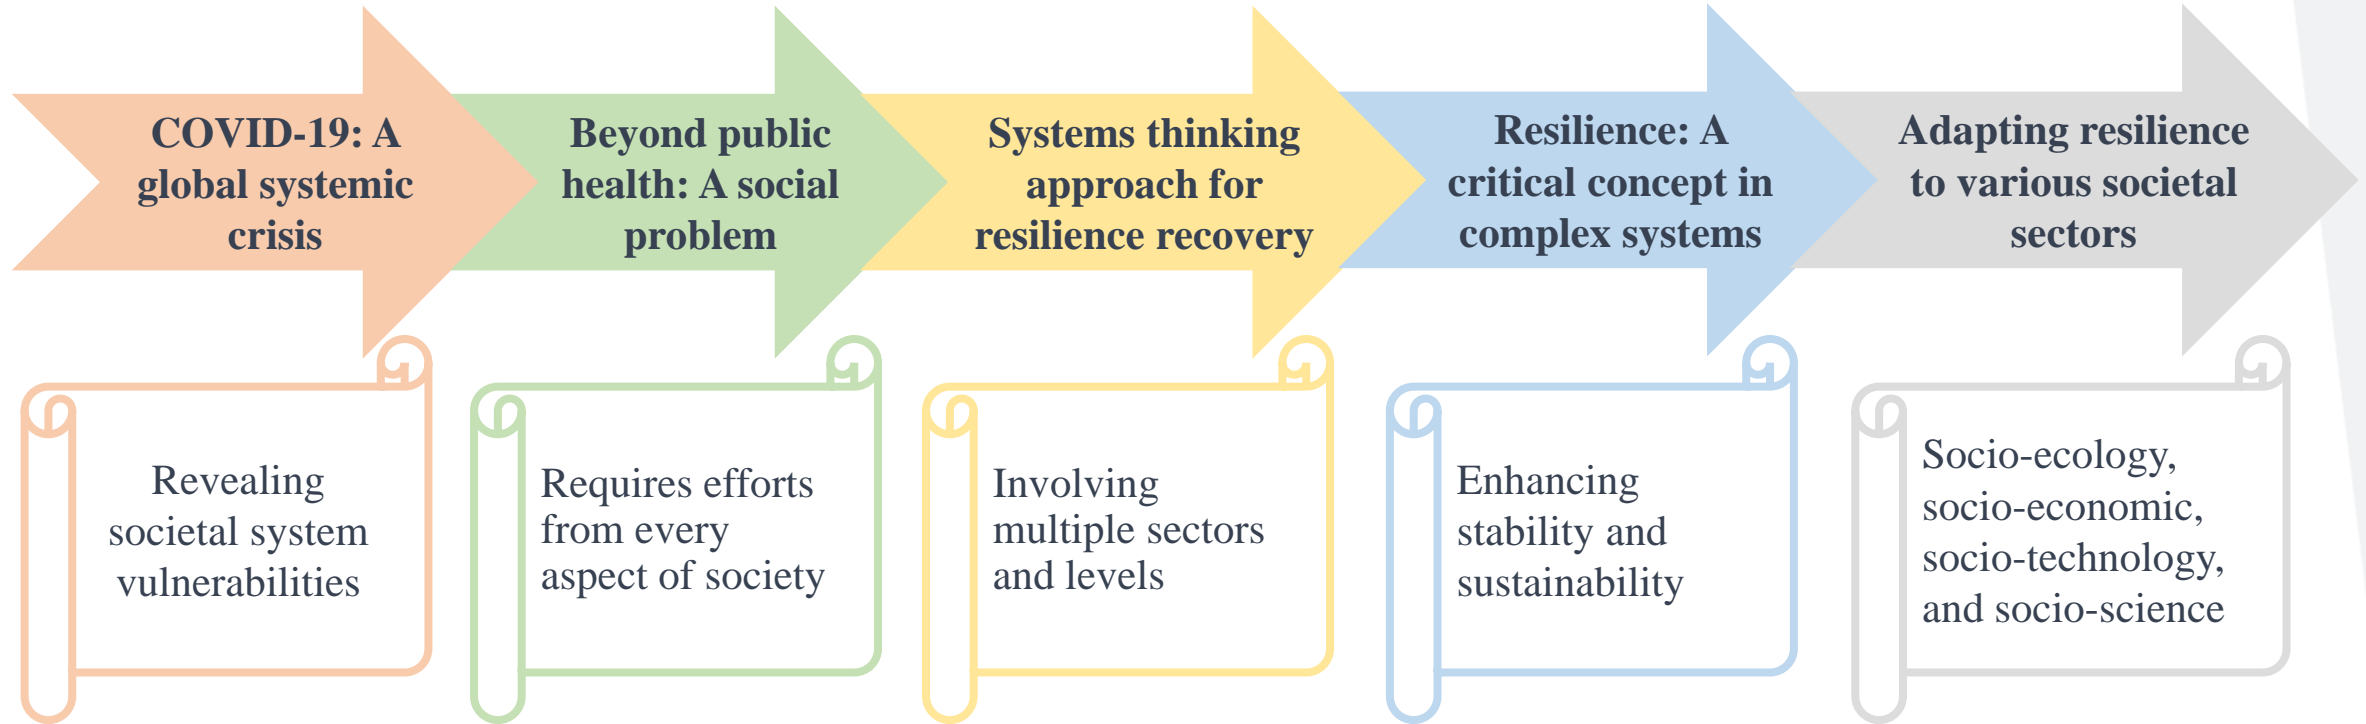 COVID-19: A
global systemic
crisis
Beyond public
health: A social
problem
Systems thinking
approach for
resilience recovery
Resilience: A
critical concept in
complex systems
Adapting resilience
to various societal
sectors
Revealing
societal system
vulnerabilities
Requires efforts
from every
aspect of society
Involving
multiple sectors
and levels
Enhancing
stability and
sustainability
Socio-ecology,
socio-economic,
socio-technology,
and socio-science